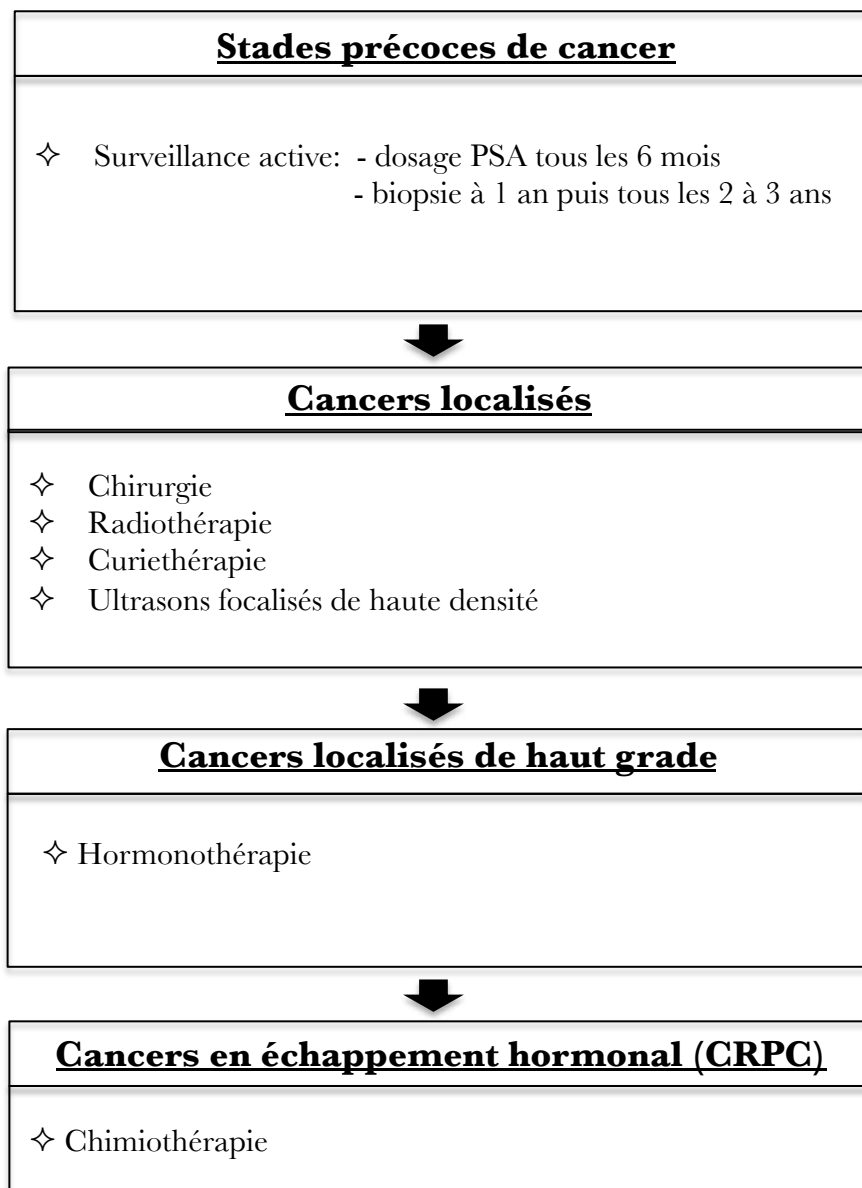 Stades précoces de cancer
✧ Surveillance active: - dosage PSA tous les 6 mois
- biopsie à 1 an puis tous les 2 à 3 ans
Cancers localisés
✧ Chirurgie
✧ Radiothérapie
✧ Curiethérapie
✧ Ultrasons focalisés de haute densité
Cancers localisés de haut grade
✧ Hormonothérapie
Cancers en échappement hormonal (CRPC)
✧ Chimiothérapie